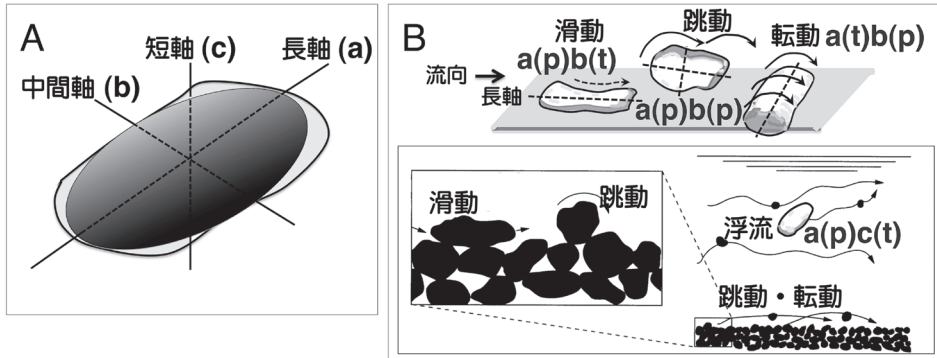 A
短軸 (c)
長軸 (a)
中間軸 (b)
B
滑動
a(p)b(t)
跳動
転動 a(t)b(p)
流向
長軸
a(p)b(p)
滑動
跳動
浮流
a(p)c(t)
跳動・転動